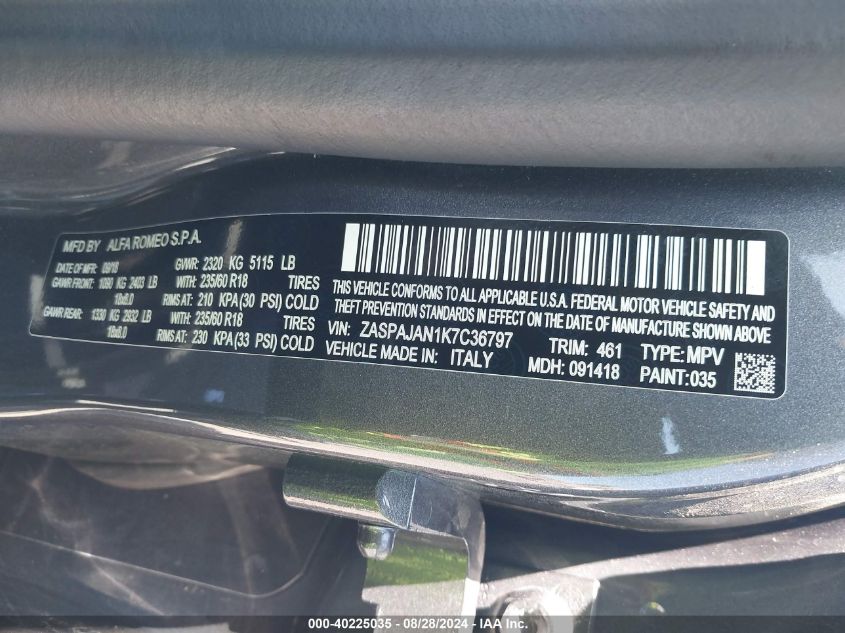 MFD BY ALFA ROMEO S.P.A.
DATE OF MFR: 09/18 GVWR: 2320 KG 5115 LB
GAWR FRONT: 1090 KG 2403 LB WITH: 235/60 R18 TIRES
18x8.0 RIMS AT: 210 KPA (30 PSI) COLD
GAWR REAR: 1330 KG 2932 LB WITH: 235/60 R18 TIRES
18x8.0 RIMS AT: 230 KPA (33 PSI) COLD
THIS VEHICLE CONFORMS TO ALL APPLICABLE U.S.A. FEDERAL MOTOR VEHICLE SAFETY AND
THEFT PREVENTION STANDARDS IN EFFECT ON THE DATE OF MANUFACTURE SHOWN ABOVE
VIN: ZASPAJAN1K7C36797 TRIM: 461 TYPE: MPV
VEHICLE MADE IN: ITALY MDH: 091418 PAINT:035
000-40225035 - 08/28/2024 - IAA Inc.